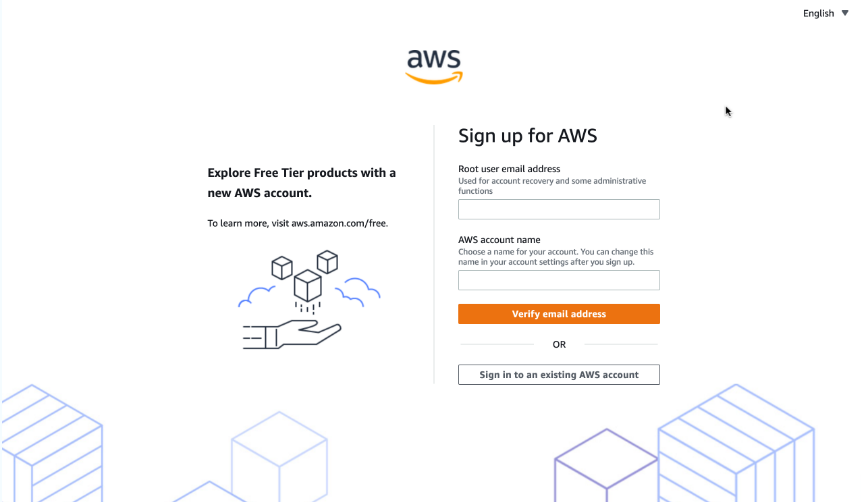 English
aws
Explore Free Tier products with a
new AWS account.
To learn more, visit aws.amazon.com/free.
Sign up for AWS
Root user email address
Used for account recovery and some administrative
functions
AWS account name
Choose a name for your account. You can change this
name in your account settings after you sign up.
Verify email address
OR
Sign in to an existing AWS account